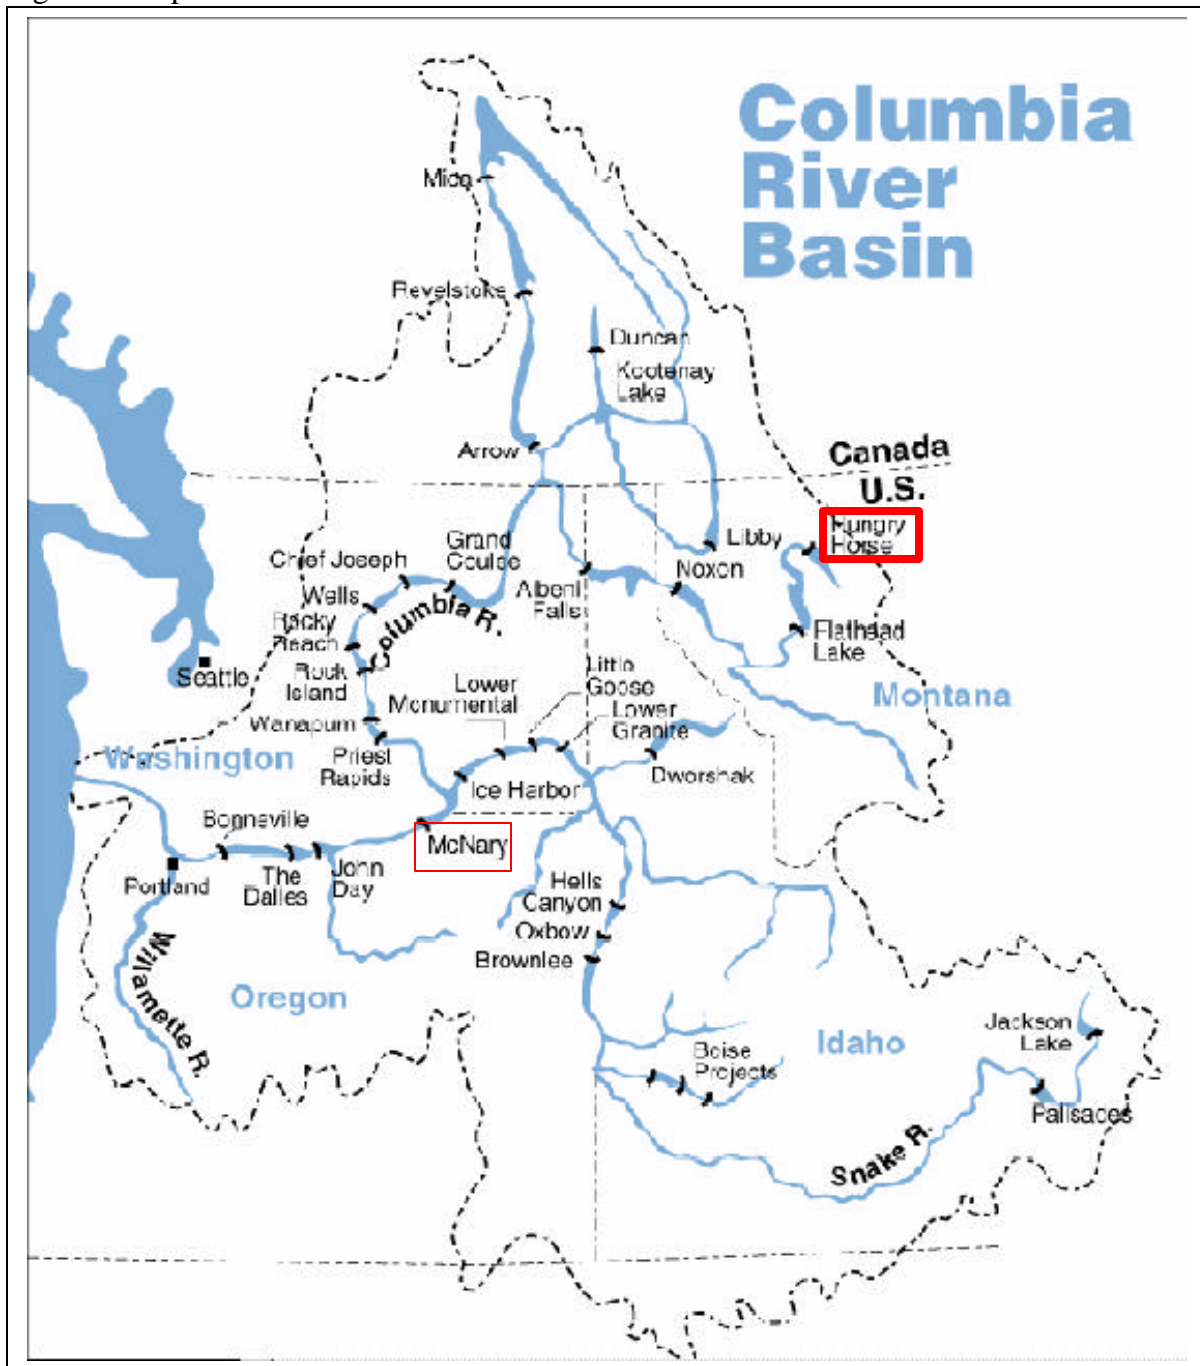 Columbia
River
Basin
Mica
Revelstoke
Duncan
Kootenay
Lake
Arrow
Canada
U.S.
Hungry
Horse
Libby
Noxon
Grand
Coulee
Chief Joseph
Wells
Albeni
Falls
Columbia R.
Rocky
Reach
Flathead
Lake
Seattle
Rock
Island
Little
Goose
Lower
Monumental
Lower
Granite
Montana
Wanapum
Washington
Priest
Rapids
Dworshak
Ice Harbor
Bonneville
McNary
Portland
The
Dalles
John
Day
Hells
Canyon
Oxbow
Brownlee
Willamette R.
Oregon
Jackson
Lake
Idaho
Boise
Projects
Palisades
Snake R.